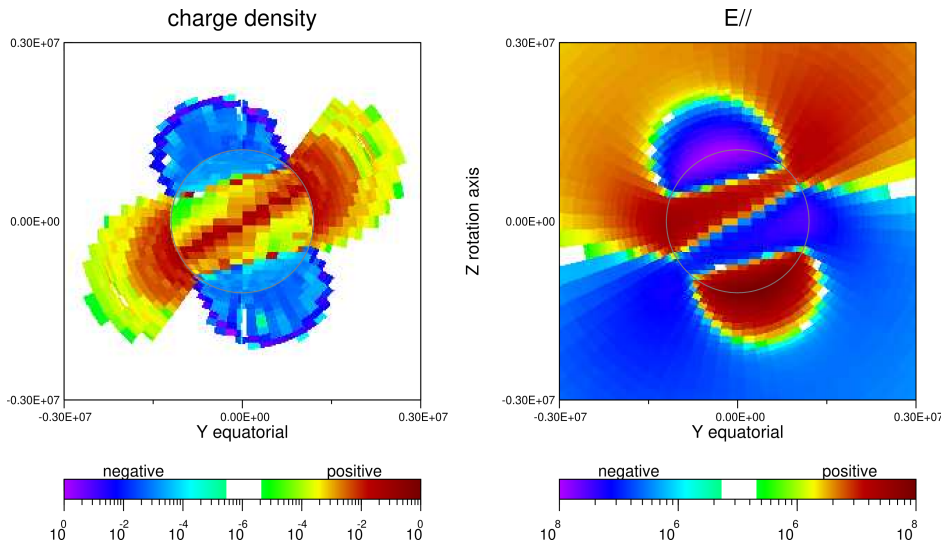 charge density
E//
0.30E+07
0.00E+00
-0.30E+07
-0.30E+07 0.00E+00 0.30E+07
Y equatorial
negative positive
10^0 10^-2 10^-4 10^-6 10^-4 10^-2 10^0
0.30E+07
0.00E+00
-0.30E+07
Z rotation axis
-0.30E+07 0.00E+00 0.30E+07
Y equatorial
negative positive
10^8 10^6 10^6 10^8